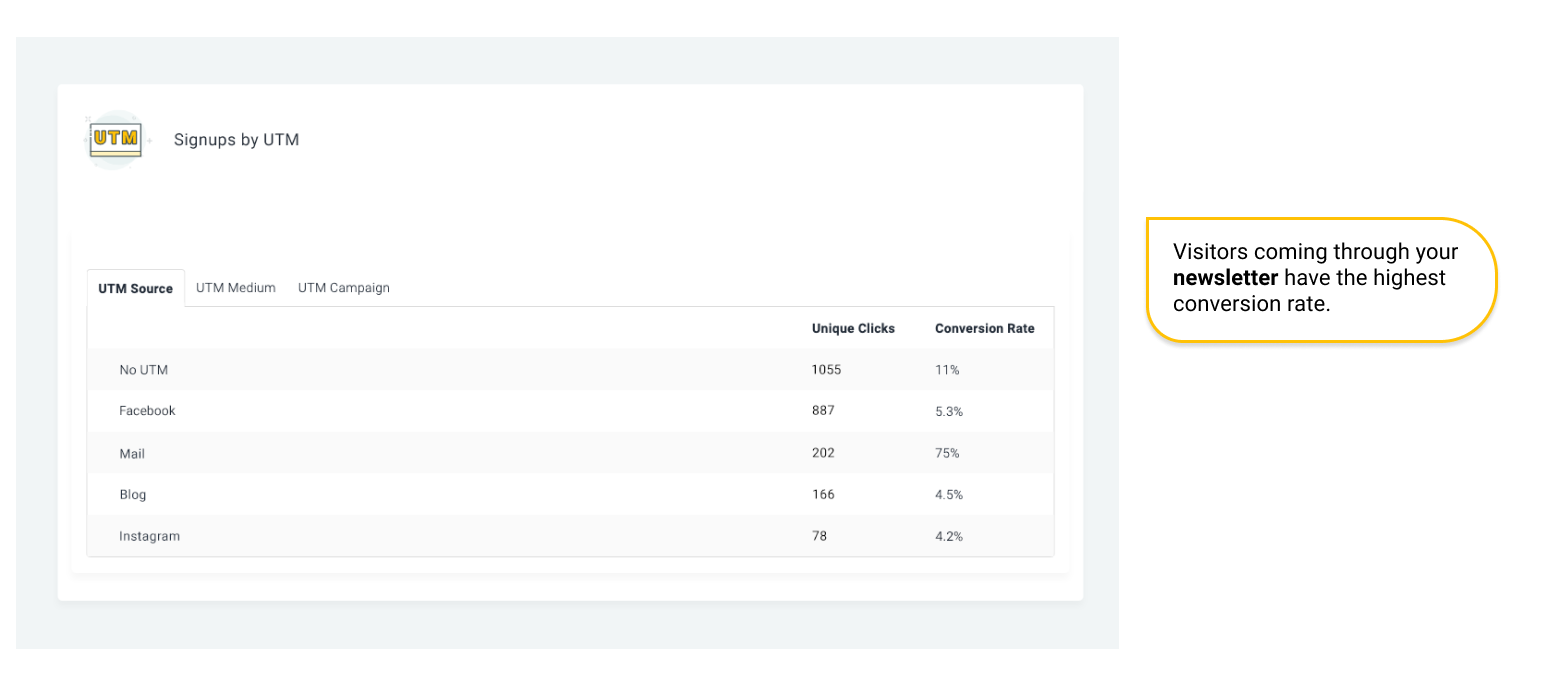 UTM
Signups by UTM
UTM Source UTM Medium UTM Campaign
Unique Clicks Conversion Rate
No UTM 1055 11%
Facebook 887 5.3%
Mail 202 75%
Blog 166 4.5%
Instagram 78 4.2%
Visitors coming through your
newsletter have the highest
conversion rate.